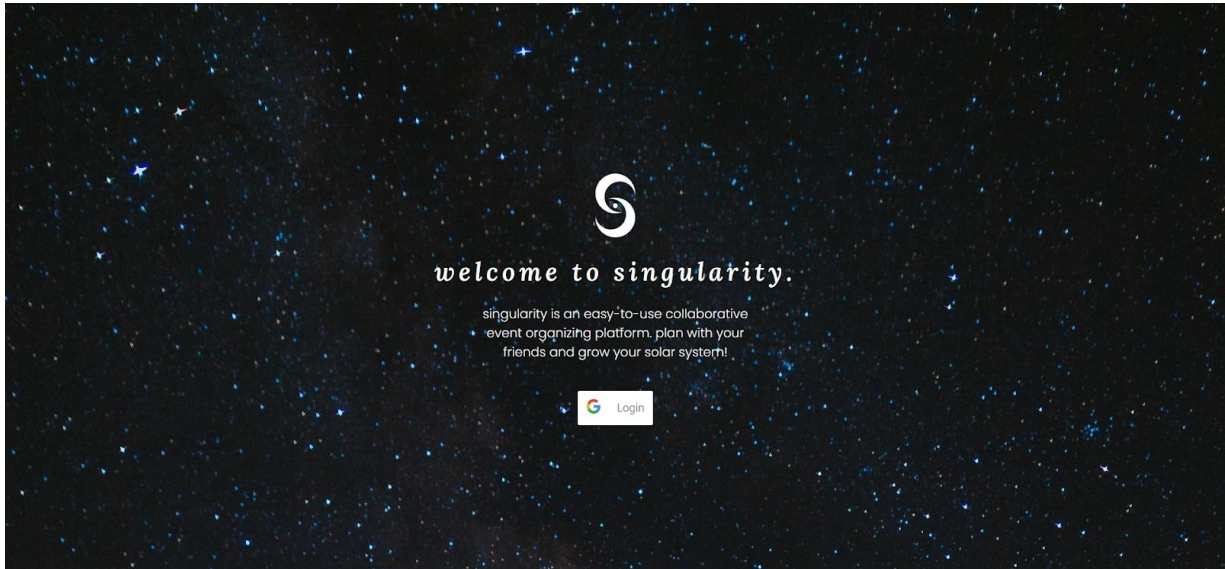 welcome to singularity.
singularity is an easy-to-use collaborative
event organizing platform. plan with your
friends and grow your solar system!
Login